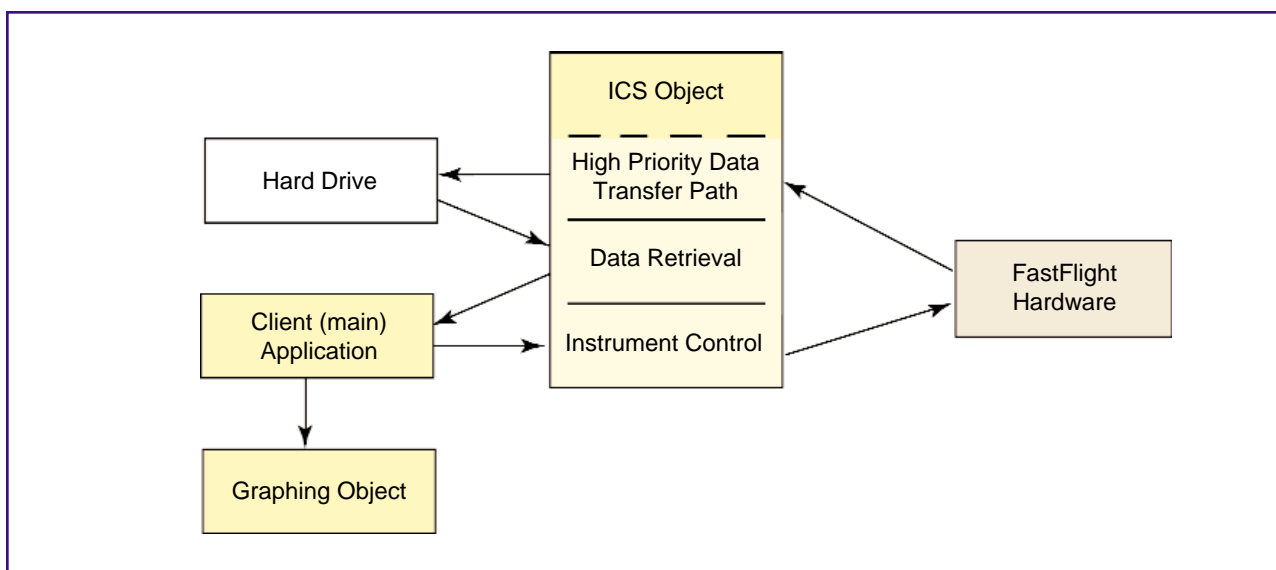 ICS Object
High Priority Data
Transfer Path
Data Retrieval
Instrument Control
Hard Drive
Client (main)
Application
Graphing Object
FastFlight
Hardware